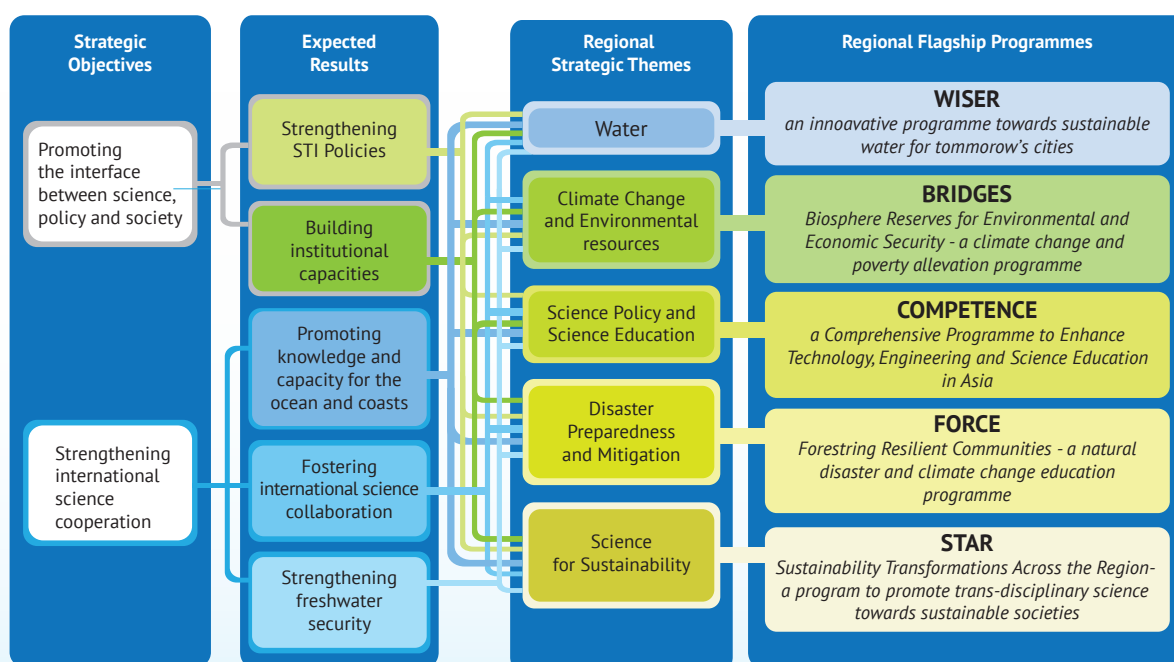 Strategic
Objectives
Promoting
the interface
between science,
policy and society
Strengthening
international
science
cooperation
Expected
Results
Strengthening
STI Policies
Building
institutional
capacities
Promoting
knowledge and
capacity for the
ocean and coasts
Fostering
international science
collaboration
Strengthening
freshwater
security
Regional
Strategic Themes
Water
Climate Change
and Environmental
resources
Science Policy and
Science Education
Disaster
Preparedness
and Mitigation
Science
for Sustainability
Regional Flagship Programmes
WISER
an innoavative programme towards sustainable
water for tommorow's cities
BRIDGES
Biosphere Reserves for Environmental and
Economic Security - a climate change and
poverty allevation programme
COMPETENCE
a Comprehensive Programme to Enhance
Technology, Engineering and Science Education
in Asia
FORCE
Forestring Resilient Communities - a natural
disaster and climate change education
programme
STAR
Sustainability Transformations Across the Region-
a program to promote trans-disciplinary science
towards sustainable societies